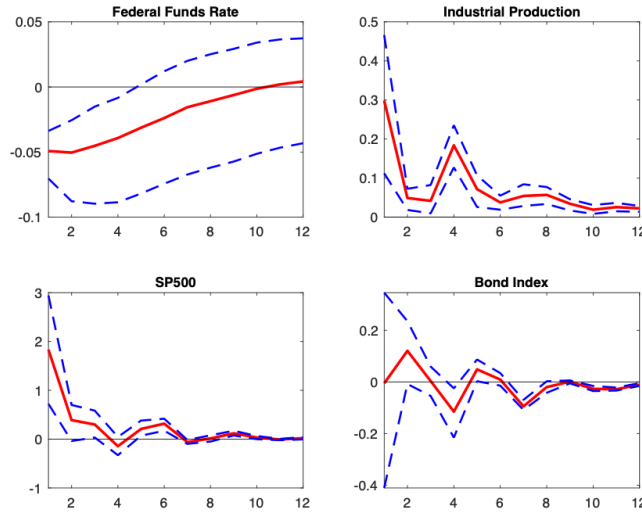 Federal Funds Rate
0.05
0
-0.05
-0.1
2 4 6 8 10 12
Industrial Production
0.5
0.4
0.3
0.2
0.1
0
2 4 6 8 10 12
SP500
3
2
1
0
-1
2 4 6 8 10 12
Bond Index
0.2
0
-0.2
-0.4
2 4 6 8 10 12